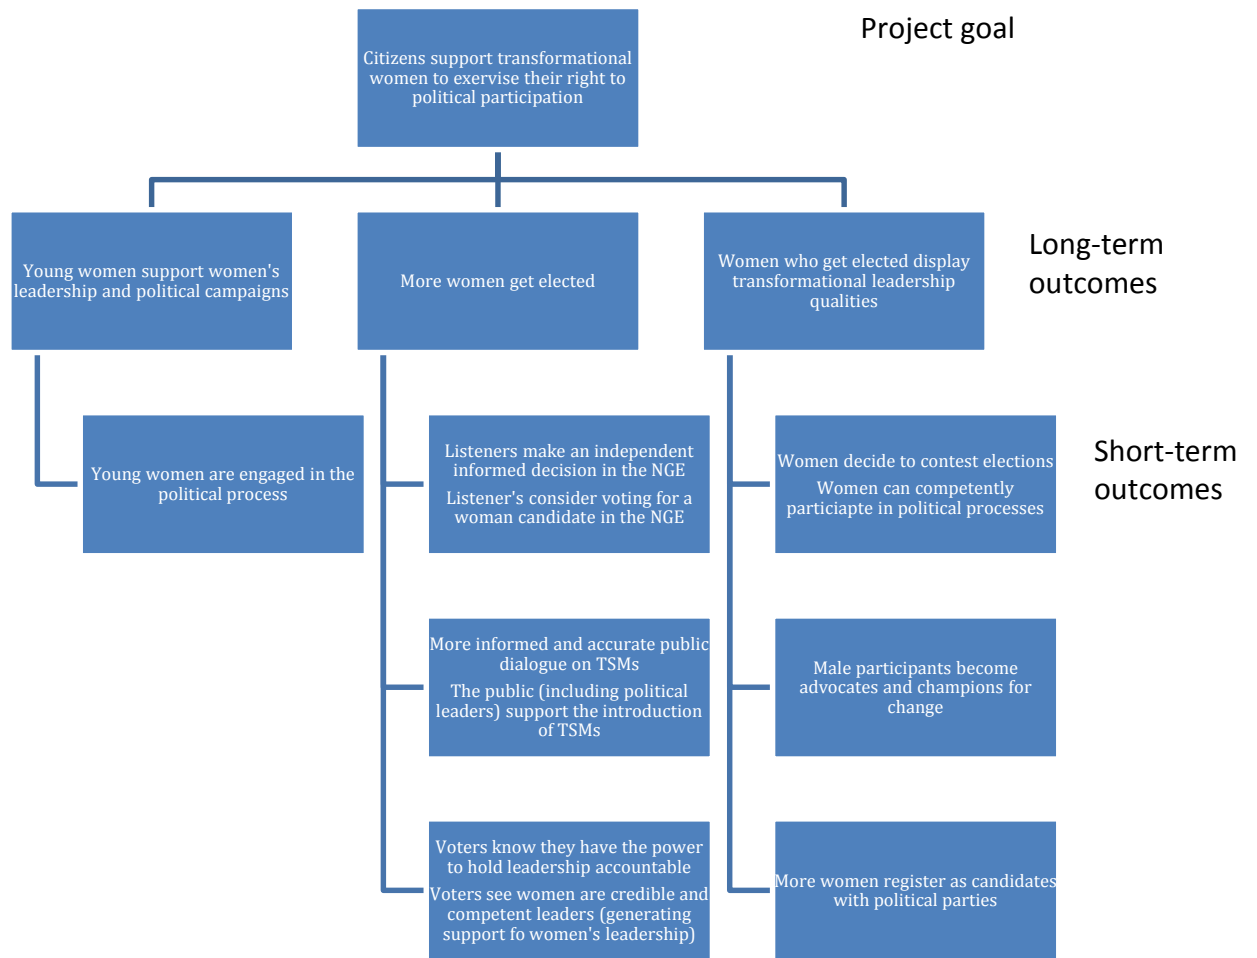 Project goal
Citizens support transformational
women to exervise their right to
political participation
Long-term
outcomes
Young women support women's
leadership and political campaigns
More women get elected
Women who get elected display
transformational leadership
qualities
Short-term
outcomes
Young women are engaged in the
political process
Listeners make an independent
informed decision in the NGE
Listener's consider voting for a
woman candidate in the NGE
Women decide to contest elections
Women can competently
particiapte in political processes
More informed and accurate public
dialogue on TSMs
The public (including political
leaders) support the introduction
of TSMs
Male participants become
advocates and champions for
change
Voters know they have the power
to hold leadership accountable
Voters see women are credible and
competent leaders (generating
support fo women's leadership)
More women register as candidates
with political parties